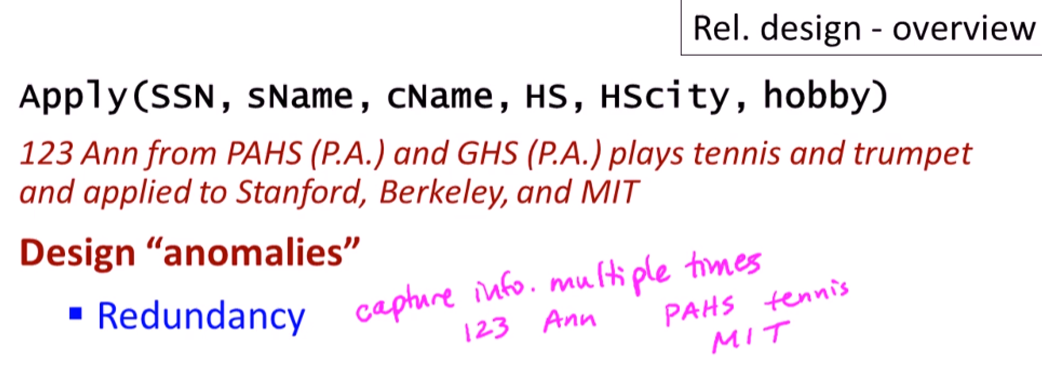 Rel. design - overview
Apply(SSN, sName, cName, HS, HScity, hobby)
123 Ann from PAHS (P.A.) and GHS (P.A.) plays tennis and trumpet
and applied to Stanford, Berkeley, and MIT
Design “anomalies”
▪ Redundancy
capture info. multiple times
123 Ann PAHS tennis
MIT